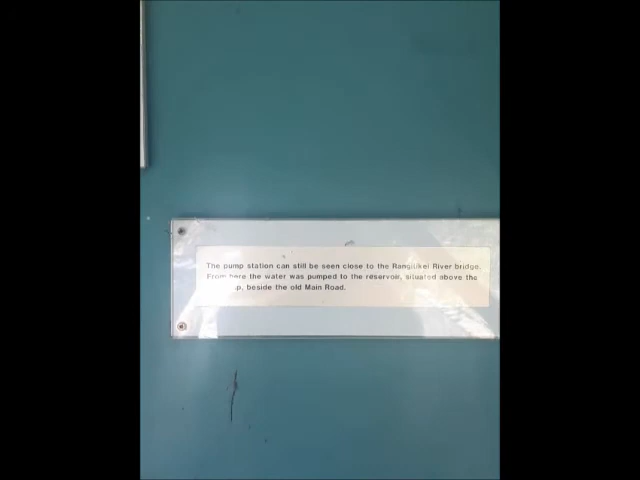 The pump station can still be seen close to the Rangitikei River bridge.
From here the water was pumped to the reservoir, situated above the
beside the old Main Road.